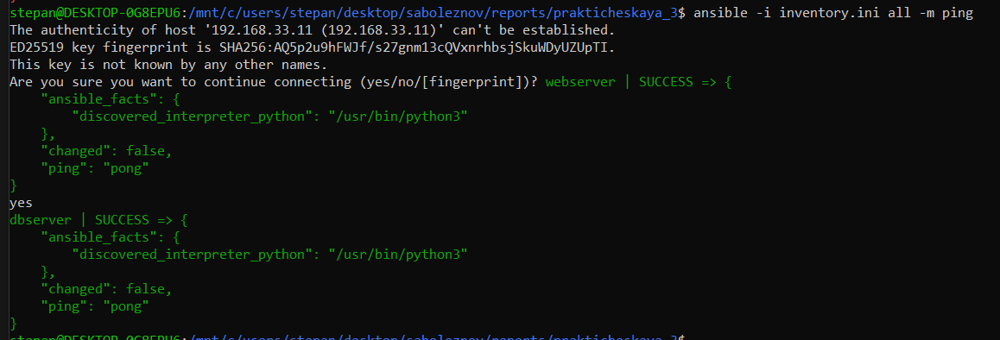 stepan@DESKTOP-0G8EPU6:/mnt/c/users/stepan/desktop/saboleznov/reports/prakticheskaya_3$ ansible -i inventory.ini all -m ping
The authenticity of host '192.168.33.11 (192.168.33.11)' can't be established.
ED25519 key fingerprint is SHA256:AQ5p2u9hFWJf/s27gnm13cQVxnrhbsjSkuWDyUZUpTI.
This key is not known by any other names.
Are you sure you want to continue connecting (yes/no/[fingerprint])? webserver | SUCCESS => {
    "ansible_facts": {
        "discovered_interpreter_python": "/usr/bin/python3"
    },
    "changed": false,
    "ping": "pong"
}
yes
dbserver | SUCCESS => {
    "ansible_facts": {
        "discovered_interpreter_python": "/usr/bin/python3"
    },
    "changed": false,
    "ping": "pong"
}
stepan@DESKTOP-0G8EPU6:/mnt/c/users/stepan/desktop/saboleznov/reports/prakticheskaya_3$